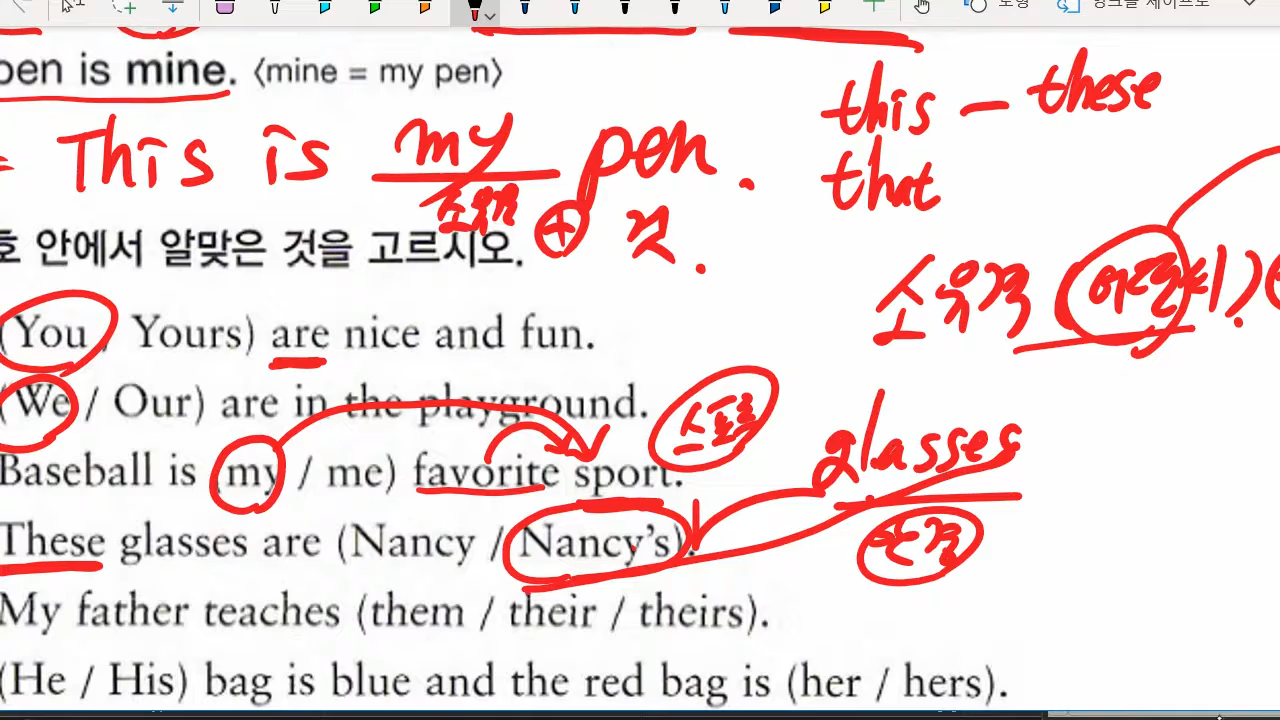 pen is mine. 〈mine = my pen〉
this – these
= This is my pen.
that
소유격 ⊕ 것.
호 안에서 알맞은 것을 고르시오.
소유격
(You / Yours) are nice and fun.
(We / Our) are in the playground.
스포츠
glasses
Baseball is (my / me) favorite sport.
These glasses are (Nancy / Nancy's).
안경
My father teaches (them / their / theirs).
(He / His) bag is blue and the red bag is (her / hers).